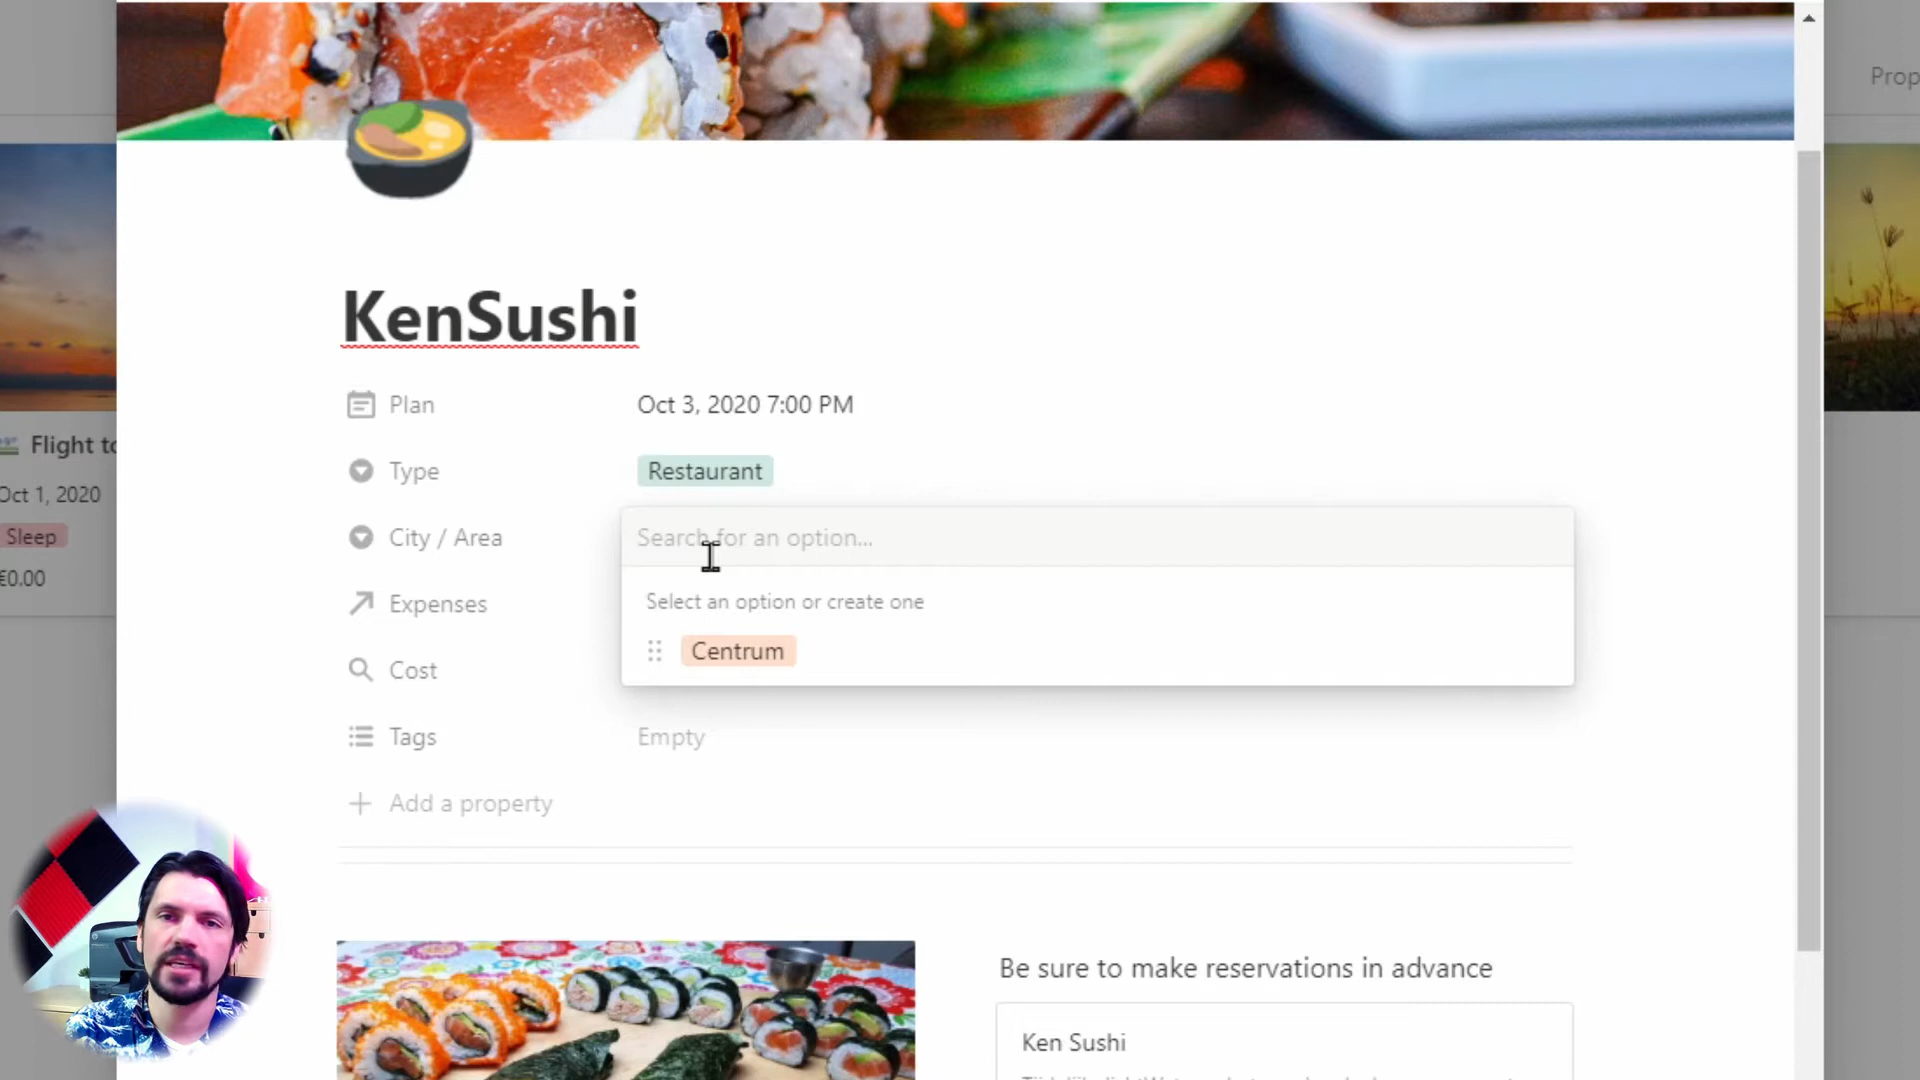 Prop
KenSushi
Plan
Oct 3, 2020 7:00 PM
Flight to
Type
Restaurant
Oct 1, 2020
City / Area
Search for an option...
Sleep
€0.00
Expenses
Select an option or create one
Centrum
Cost
Tags
Empty
Add a property
Be sure to make reservations in advance
Ken Sushi